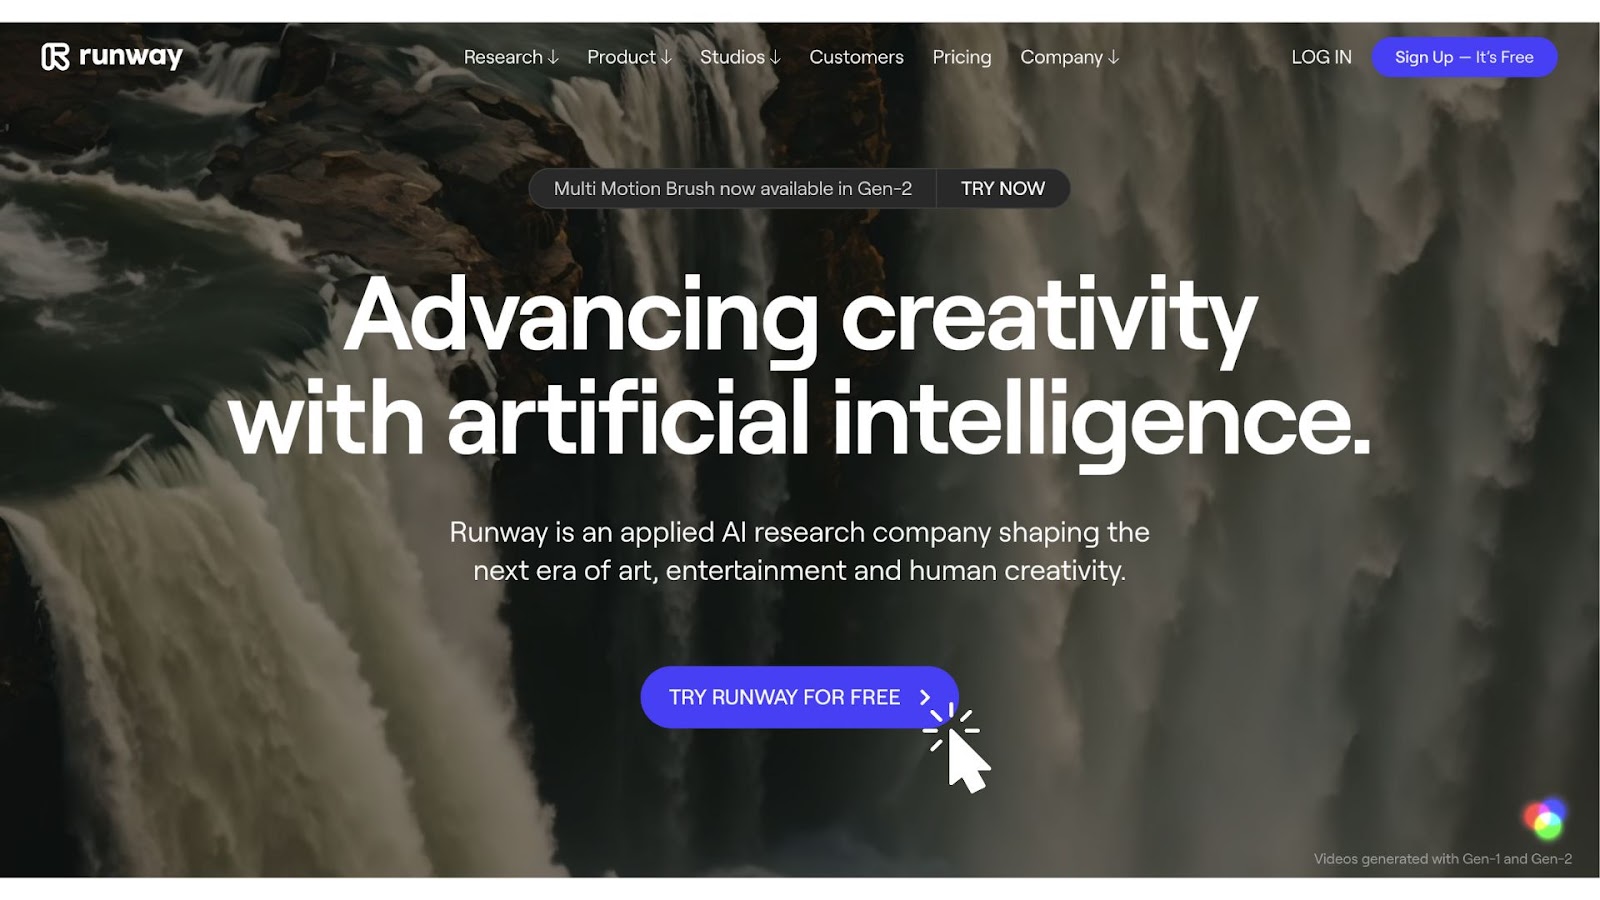 runway
Research ↓
Product ↓
Studios ↓
Customers
Pricing
Company ↓
LOG IN
Sign Up — It's Free
Multi Motion Brush now available in Gen-2
TRY NOW
Advancing creativity
with artificial intelligence.
Runway is an applied AI research company shaping the
next era of art, entertainment and human creativity.
TRY RUNWAY FOR FREE
Videos generated with Gen-1 and Gen-2